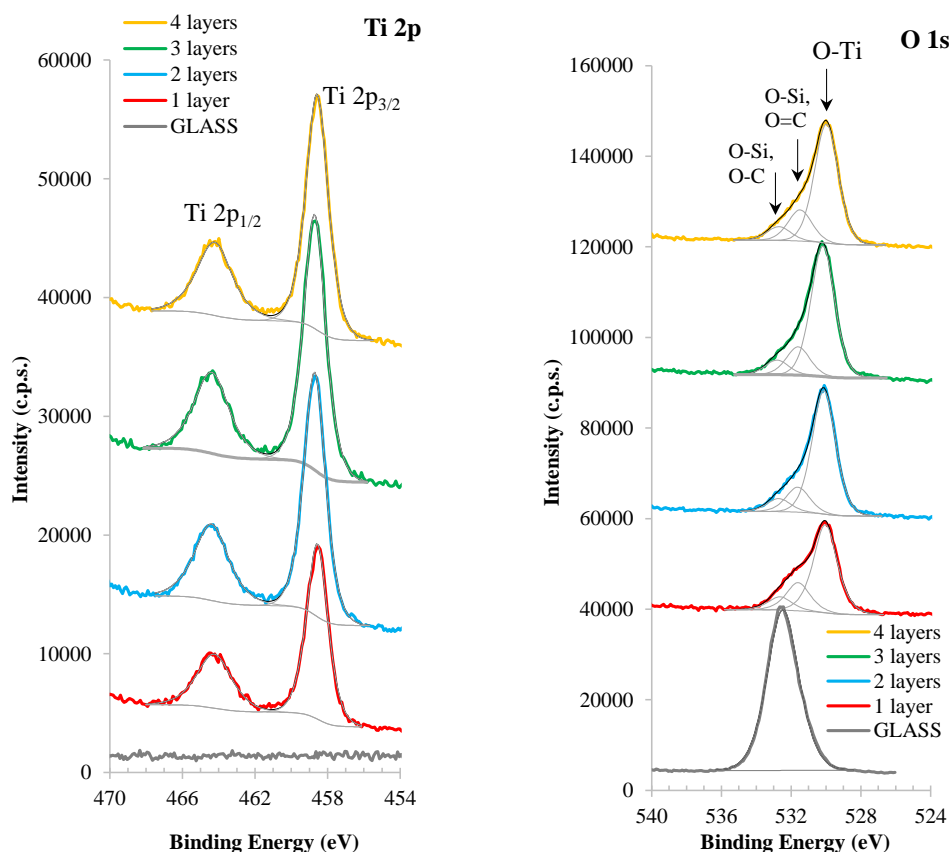 4 layers
3 layers
2 layers
1 layer
GLASS
Ti 2p
Ti 2p3/2
Ti 2p1/2
60000
50000
40000
30000
20000
10000
0
Intensity (c.p.s.)
470
466
462
458
454
Binding Energy (eV)
O 1s
O-Ti
O-Si,
O=C
O-Si,
O-C
160000
140000
120000
100000
80000
60000
40000
20000
0
Intensity (c.p.s.)
4 layers
3 layers
2 layers
1 layer
GLASS
540
536
532
528
524
Binding Energy (eV)